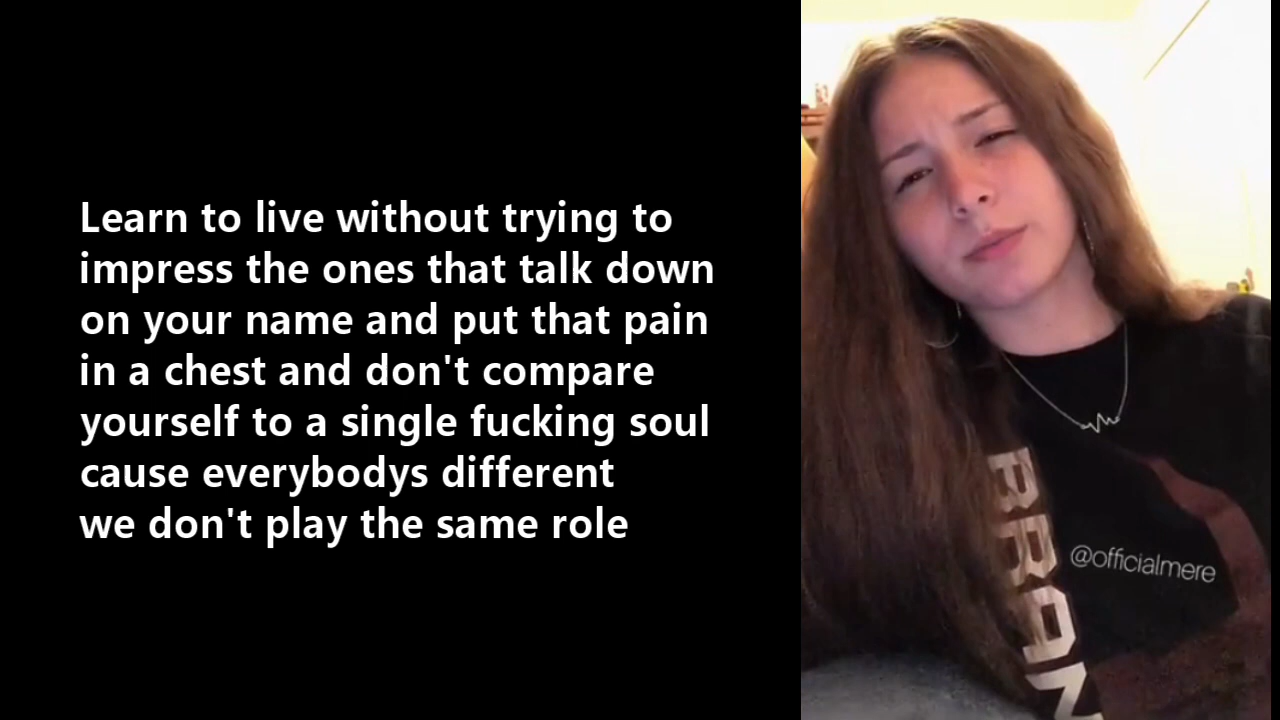 Learn to live without trying to
impress the ones that talk down
on your name and put that pain
in a chest and don't compare
yourself to a single fucking soul
cause everybodys different
we don't play the same role
@officialmere